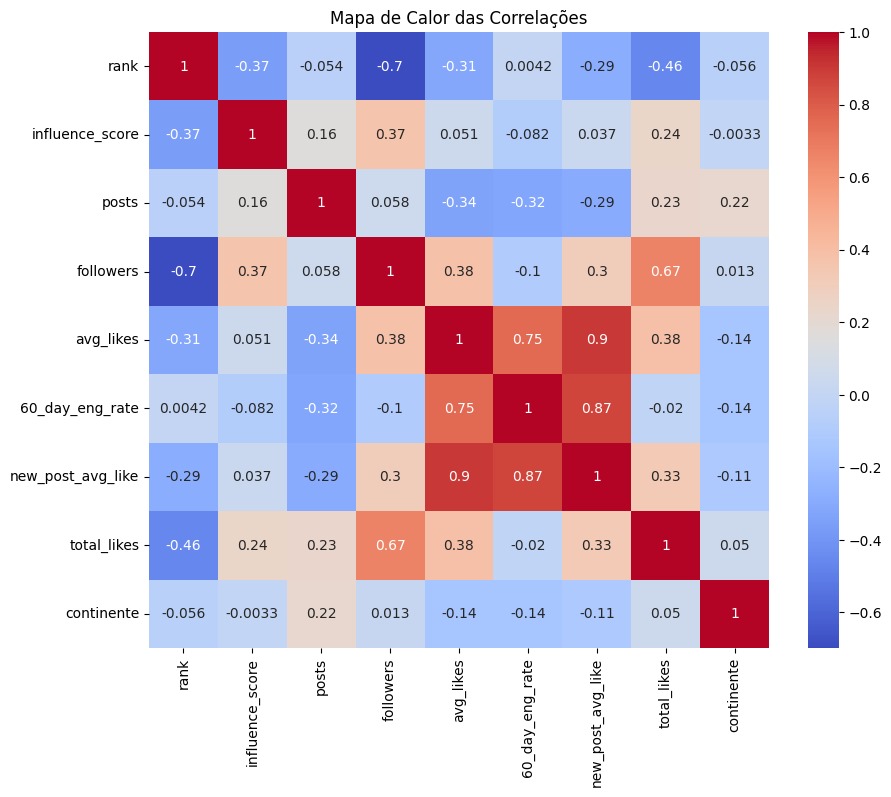 Mapa de Calor das Correlações
rank 1 -0.37 -0.054 -0.7 -0.31 0.0042 -0.29 -0.46 -0.056
influence_score -0.37 1 0.16 0.37 0.051 -0.082 0.037 0.24 -0.0033
posts -0.054 0.16 1 0.058 -0.34 -0.32 -0.29 0.23 0.22
followers -0.7 0.37 0.058 1 0.38 -0.1 0.3 0.67 0.013
avg_likes -0.31 0.051 -0.34 0.38 1 0.75 0.9 0.38 -0.14
60_day_eng_rate 0.0042 -0.082 -0.32 -0.1 0.75 1 0.87 -0.02 -0.14
new_post_avg_like -0.29 0.037 -0.29 0.3 0.9 0.87 1 0.33 -0.11
total_likes -0.46 0.24 0.23 0.67 0.38 -0.02 0.33 1 0.05
continente -0.056 -0.0033 0.22 0.013 -0.14 -0.14 -0.11 0.05 1
rank
influence_score
posts
followers
avg_likes
60_day_eng_rate
new_post_avg_like
total_likes
continente
1.0
0.8
0.6
0.4
0.2
0.0
−0.2
−0.4
−0.6